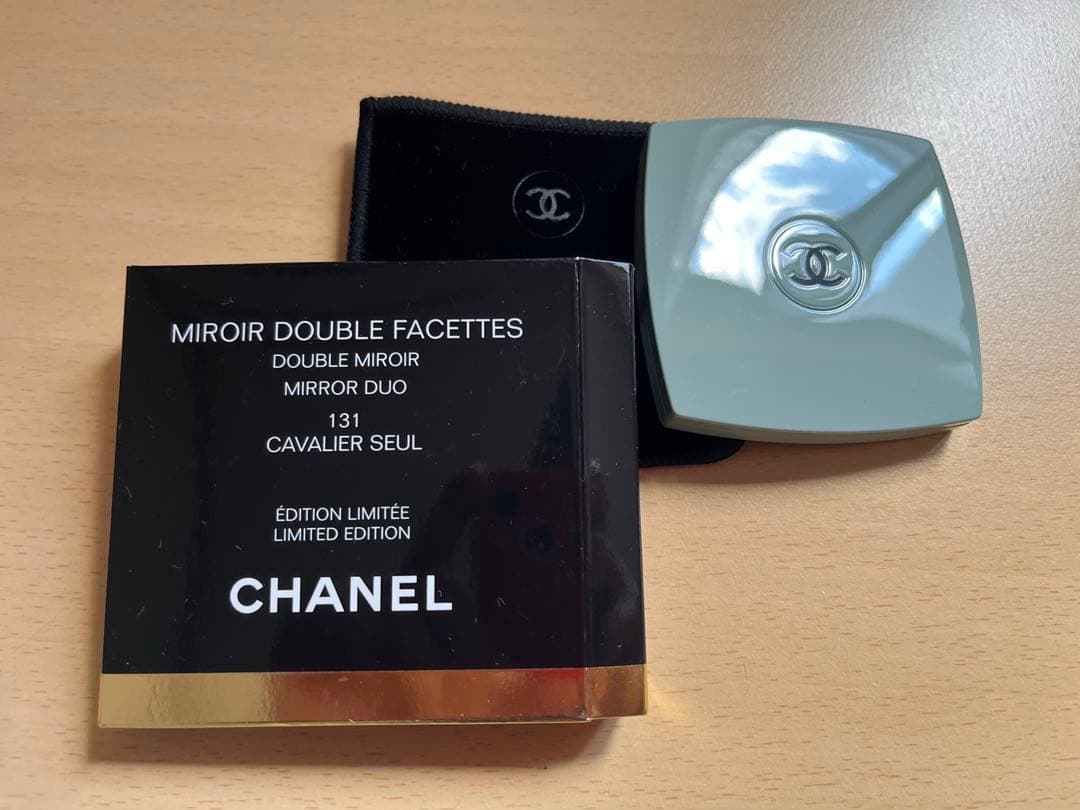 MIROIR DOUBLE FACETTES
DOUBLE MIROIR
MIRROR DUO
131
CAVALIER SEUL
ÉDITION LIMITÉE
LIMITED EDITION
CHANEL